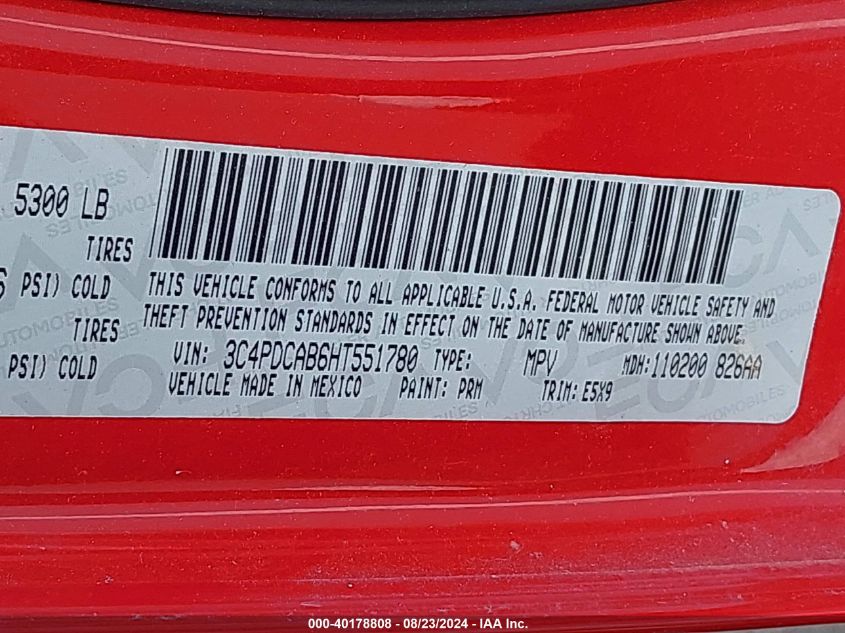 5300 LB
TIRES
PSI) COLD
TIRES
PSI) COLD
THIS VEHICLE CONFORMS TO ALL APPLICABLE U.S.A. FEDERAL MOTOR VEHICLE SAFETY AND
THEFT PREVENTION STANDARDS IN EFFECT ON THE DATE OF MANUFACTURE SHOWN ABOVE.
VIN: 3C4PDCAB6HT551780 TYPE: MPV MDH:110200 826AA
VEHICLE MADE IN MEXICO PAINT: PRM TRIM: E5X9
000-40178808 - 08/23/2024 - IAA Inc.